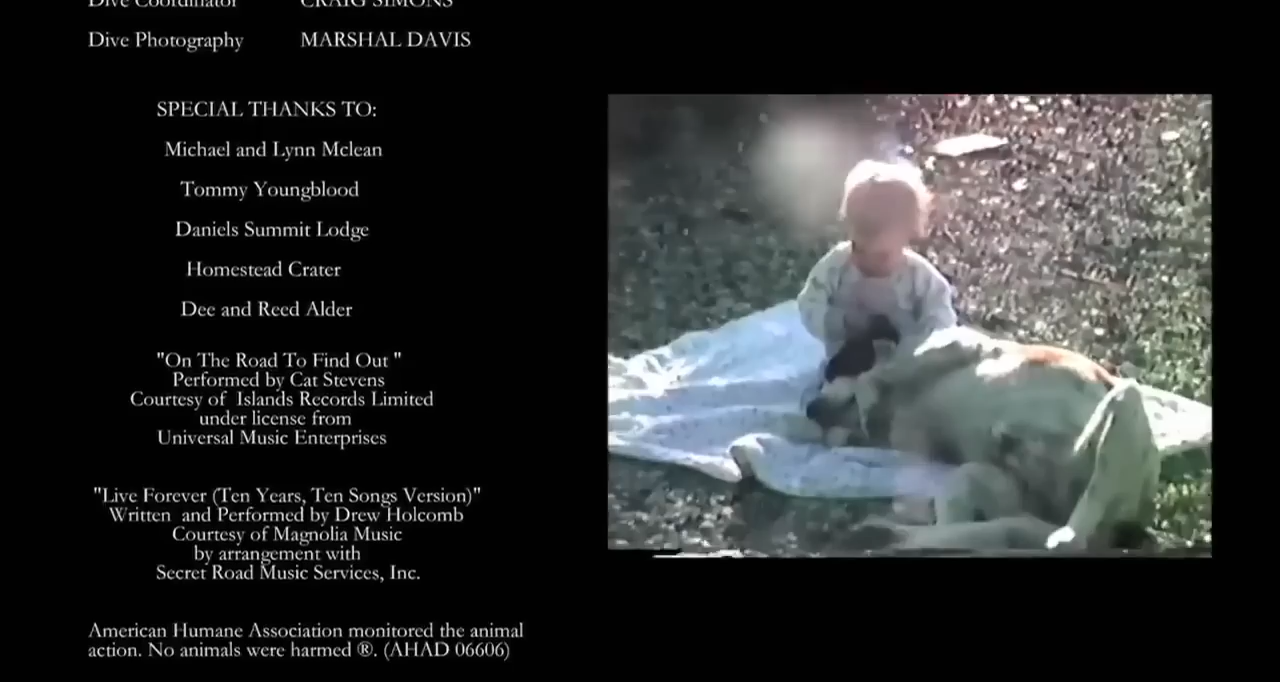 Dive Coordinator CRAIG SIMONS
Dive Photography MARSHAL DAVIS
SPECIAL THANKS TO:
Michael and Lynn Mclean
Tommy Youngblood
Daniels Summit Lodge
Homestead Crater
Dee and Reed Alder
"On The Road To Find Out "
Performed by Cat Stevens
Courtesy of Islands Records Limited
under license from
Universal Music Enterprises
"Live Forever (Ten Years, Ten Songs Version)"
Written and Performed by Drew Holcomb
Courtesy of Magnolia Music
by arrangement with
Secret Road Music Services, Inc.
American Humane Association monitored the animal
action. No animals were harmed ®. (AHAD 06606)